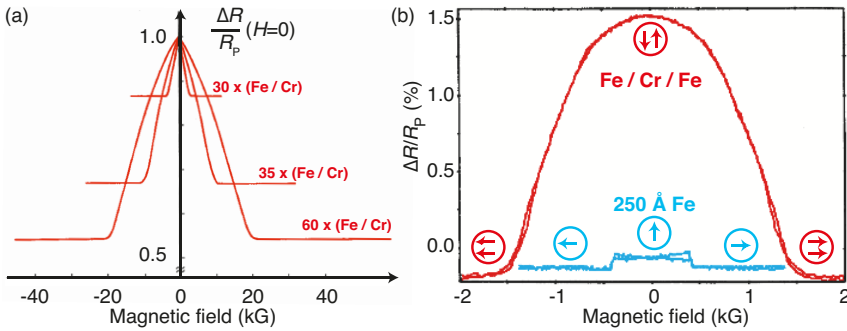 (a)
ΔR
R_P
(H=0)
1.0
30 x (Fe / Cr)
35 x (Fe / Cr)
60 x (Fe / Cr)
0.5
-40 -20 0 20 40
Magnetic field (kG)
(b)
1.5
1.0
0.5
0.0
ΔR/R_P (%)
Fe / Cr / Fe
250 Å Fe
-2 -1 0 1 2
Magnetic field (kG)